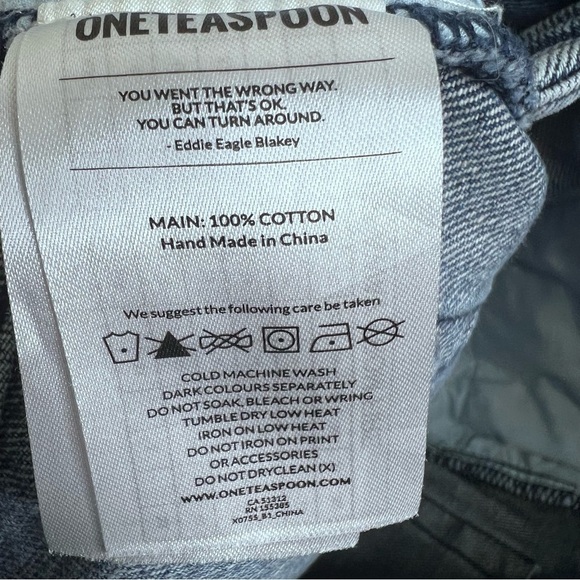 ONETEASPOON
YOU WENT THE WRONG WAY.
BUT THAT'S OK.
YOU CAN TURN AROUND.
- Eddie Eagle Blakey
MAIN: 100% COTTON
Hand Made in China
We suggest the following care be taken
COLD MACHINE WASH
DARK COLOURS SEPARATELY
DO NOT SOAK, BLEACH OR WRING
TUMBLE DRY LOW HEAT
IRON ON LOW HEAT
DO NOT IRON ON PRINT
OR ACCESSORIES
DO NOT DRYCLEAN (X)
WWW.ONETEASPOON.COM
CA 51212
RN 155385
X0755_B1_CHINA